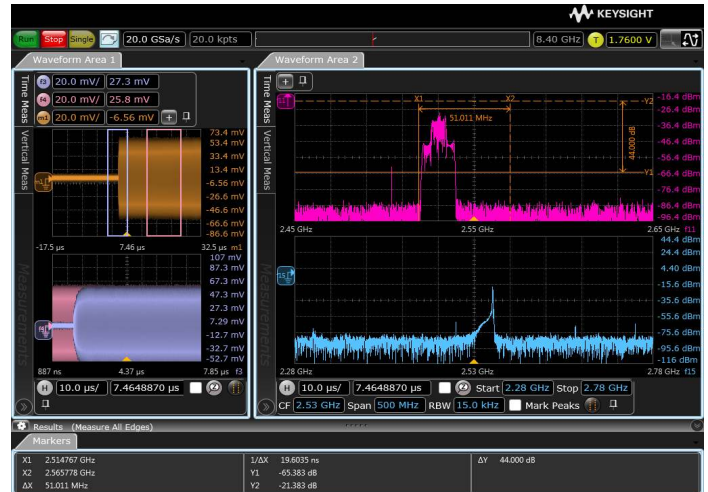 KEYSIGHT
Run Stop Single 20.0 GSa/s 20.0 kpts 8.40 GHz T 1.7600 V
Waveform Area 1
Waveform Area 2
Time Meas
Vertical Meas
Measurements
f3 20.0 mV/ 27.3 mV
f4 20.0 mV/ 25.8 mV
m1 20.0 mV/ -6.56 mV +
73.4 mV
53.4 mV
33.4 mV
13.4 mV
-6.56 mV
-26.6 mV
-46.6 mV
-66.6 mV
-86.6 mV
m1
-17.5 µs 7.46 µs 32.5 µs m1
107 mV
87.3 mV
67.3 mV
47.3 mV
27.3 mV
7.29 mV
-12.7 mV
-32.7 mV
-52.7 mV
887 ns 4.37 µs 7.85 µs f3
H 10.0 µs/ 7.4648870 µs
Time Meas
Vertical Meas
Measurements
+
X1 X2
51.011 MHz
44.000 dB
Y2
Y1
-16.4 dBm
-26.4 dBm
-36.4 dBm
-46.4 dBm
-56.4 dBm
-66.4 dBm
-76.4 dBm
-86.4 dBm
-96.4 dBm
2.45 GHz 2.55 GHz 2.65 GHz f11
44.4 dBm
24.4 dBm
4.40 dBm
-15.6 dBm
-35.6 dBm
-55.6 dBm
-75.6 dBm
-95.6 dBm
-116 dBm
2.28 GHz 2.53 GHz 2.78 GHz f15
H 10.0 µs/ 7.4648870 µs Start 2.28 GHz Stop 2.78 GHz
CF 2.53 GHz Span 500 MHz RBW 15.0 kHz Mark Peaks
Results (Measure All Edges)
Markers
X1 2.514767 GHz 1/ΔX 19.6035 ns ΔY 44.000 dB
X2 2.565778 GHz Y1 -65.383 dB
ΔX 51.011 MHz Y2 -21.383 dB